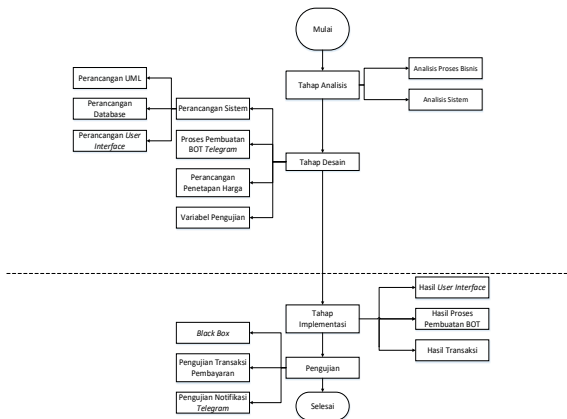 Mulai
Tahap Analisis
Analisis Proses Bisnis
Analisis Sistem
Perancangan UML
Perancangan
Database
Perancangan User
Interface
Perancangan Sistem
Proses Pembuatan
BOT Telegram
Perancangan
Penetapan Harga
Variabel Pengujian
Tahap Desain
Tahap
Implementasi
Hasil User Interface
Hasil Proses
Pembuatan BOT
Hasil Transaksi
Black Box
Pengujian Transaksi
Pembayaran
Pengujian Notifikasi
Telegram
Pengujian
Selesai